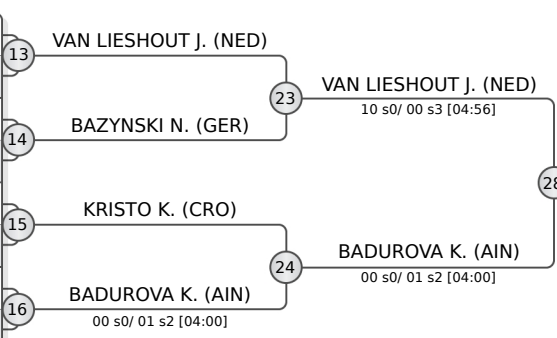 13
VAN LIESHOUT J. (NED)
23
VAN LIESHOUT J. (NED)
10 s0/ 00 s3 [04:56]
14
BAZYNSKI N. (GER)
28
15
KRISTO K. (CRO)
24
BADUROVA K. (AIN)
00 s0/ 01 s2 [04:00]
16
BADUROVA K. (AIN)
00 s0/ 01 s2 [04:00]